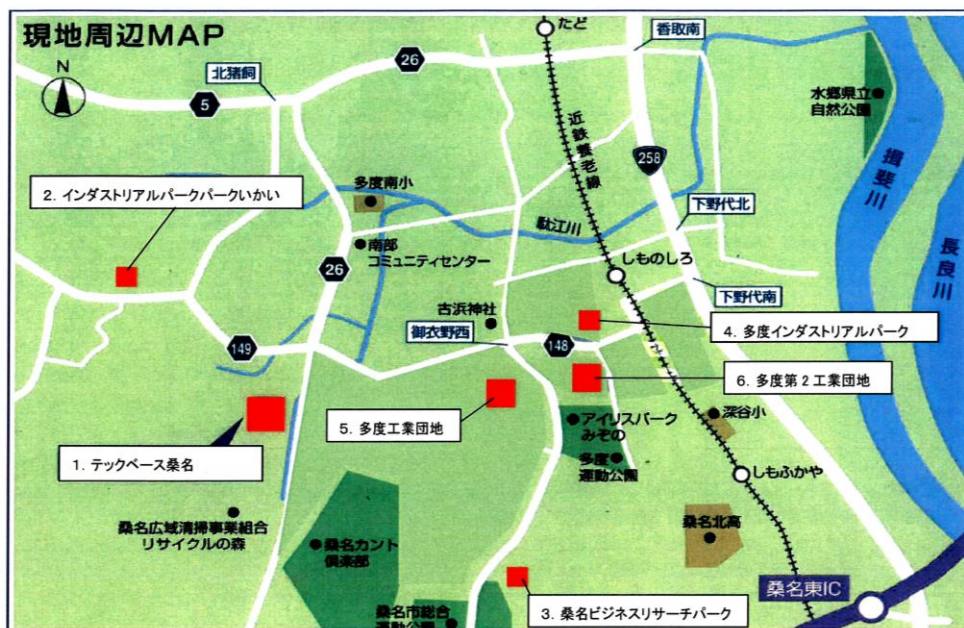 現地周辺MAP
N
たど
香取南
北猪飼
26
5
水郷県立
自然公園
近鉄養老線
258
揖斐川
長良川
2. インダストリアルパークパークいかい
多度南小
下野代北
肱江川
南部
コミュニティセンター
26
しものしろ
下野代南
古浜神社
御衣野西
148
149
4. 多度インダストリアルパーク
6. 多度第2工業団地
5. 多度工業団地
アイリスパーク
みぞの
深谷小
1. テックベース桑名
多度
運動公園
しもふかや
桑名広域清掃事業組合
リサイクルの森
桑名カント
倶楽部
桑名北高
桑名東IC
桑名市総合
運動公園
3. 桑名ビジネスリサーチパーク